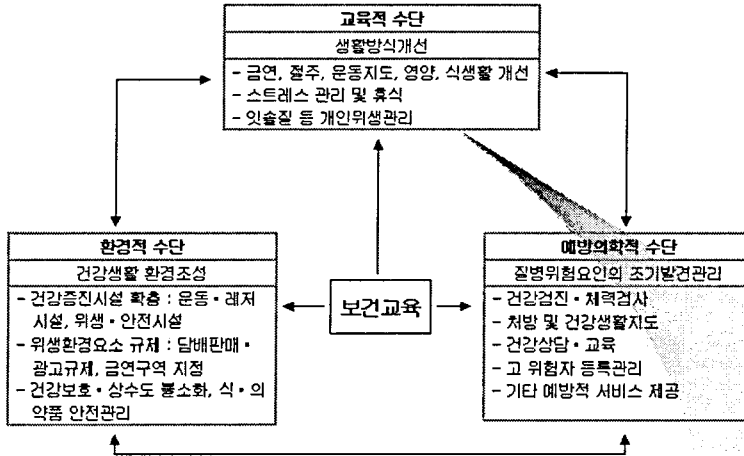 교육적 수단
생활방식개선
- 금연, 절주, 운동지도, 영양, 식생활 개선
- 스트레스 관리 및 휴식
- 잇솔질 등 개인위생관리
환경적 수단
건강생활 환경조성
- 건강증진시설 확충 : 운동・레저
시설, 위생・안전시설
- 위생환경요소 규제 : 담배판매・
광고규제, 금연구역 지정
- 건강보호・상수도 불소화, 식・의
약품 안전관리
보건교육
예방의학적 수단
질병위험요인의 조기발견관리
- 건강검진・체력검사
- 처방 및 건강생활지도
- 건강상담・교육
- 고 위험자 등록관리
- 기타 예방적 서비스 제공